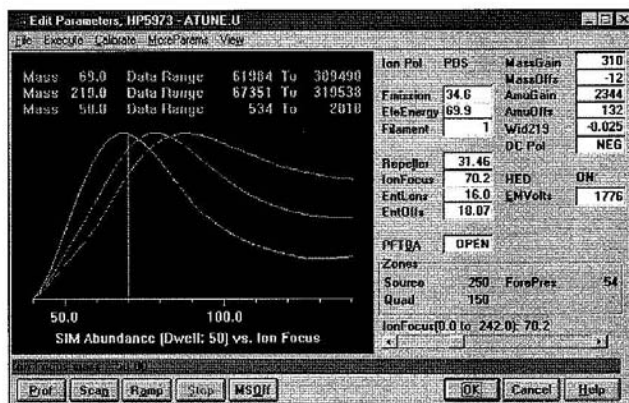 Edit Parameters, HP5973 - ATUNE.U
File Execute Calibrate MoreParams View
Mass 69.0 Data Range 61984 To 309490
Mass 219.0 Data Range 67351 To 319538
Mass 50.0 Data Range 534 To 2010
50.0 100.0
SIM Abundance (Dwell: 50) vs. Ion Focus
Ion Pol POS
Emission 34.6
EleEnergy 69.9
Filament 1
Repeller 31.46
IonFocus 70.2
EntLens 16.0
EntOffs 18.07
PFTBA OPEN
MassGain 310
MassOffs -12
AmuGain 2344
AmuOffs 132
Wid219 -0.025
DC Pol NEG
HED ON
EMVolts 1776
Zones
Source 250 ForePres 54
Quad 150
IonFocus(0.0 to 242.0): 70.2
Prof Scan Ramp Stop MSOff OK Cancel Help